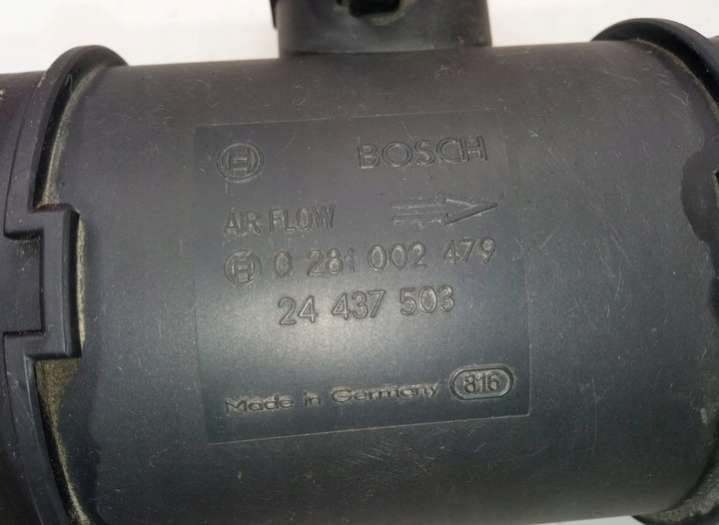 BOSCH
AIR FLOW
0 281 002 479
24 437 503
Made in Germany 816